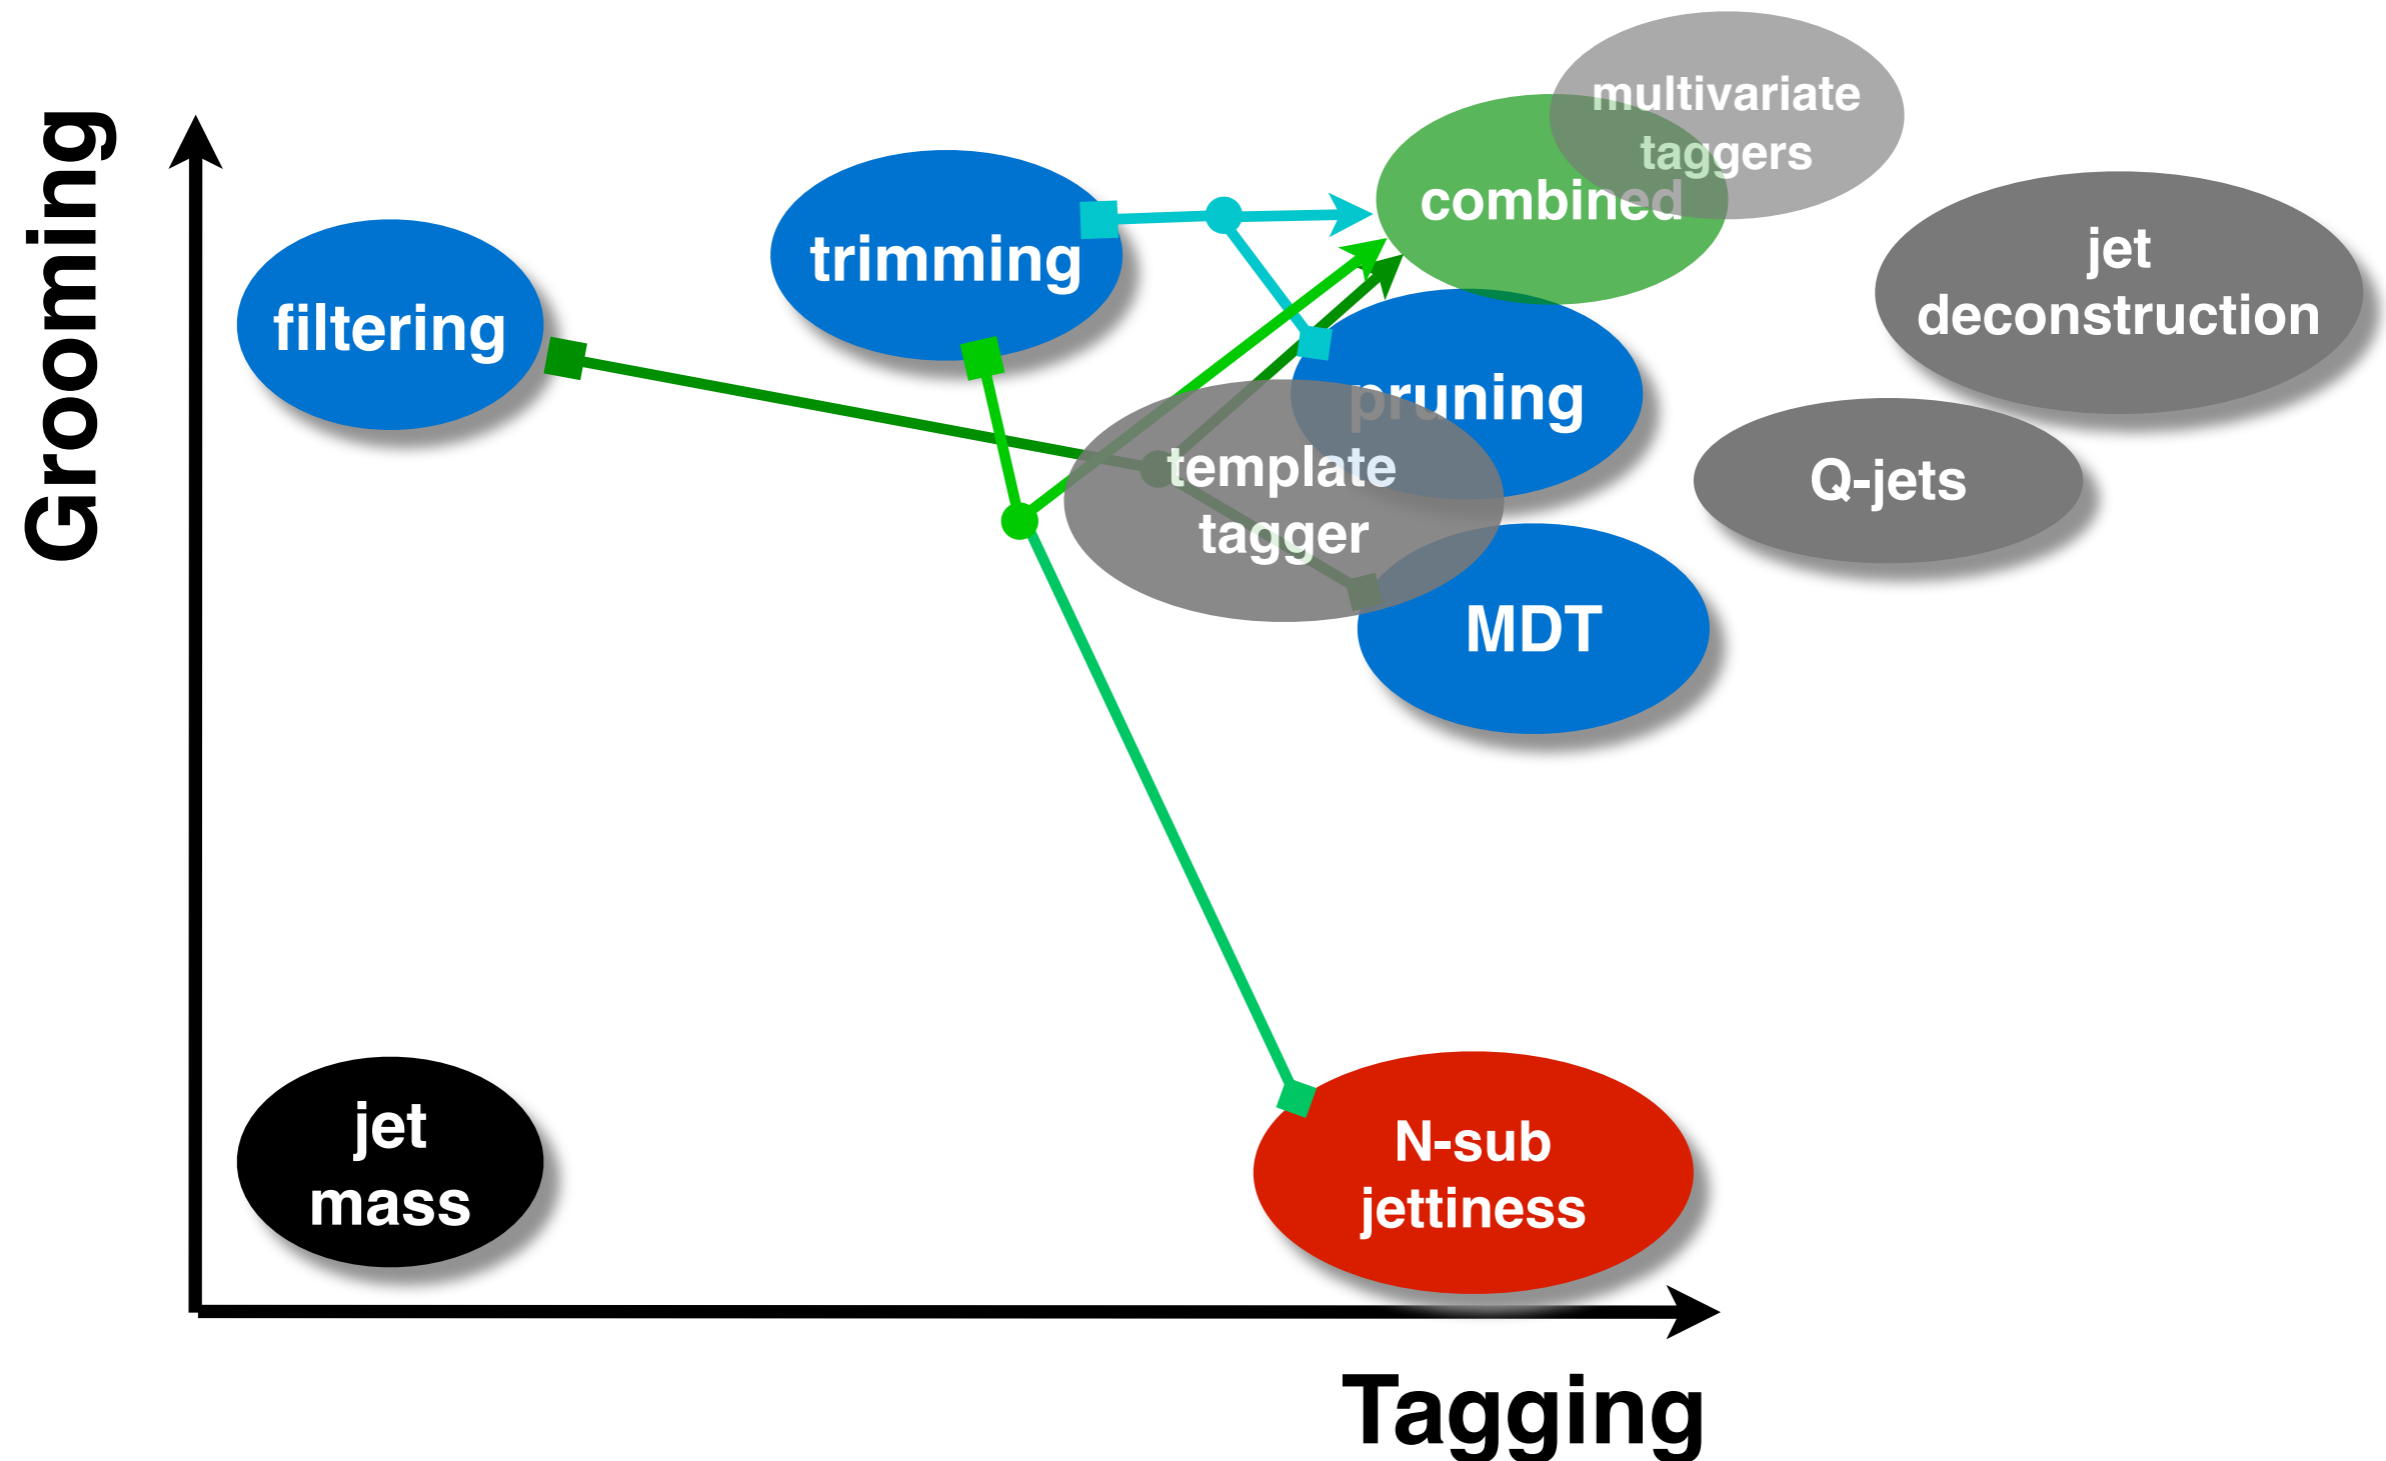 Grooming
multivariate
taggers
combined
trimming
filtering
jet
deconstruction
pruning
template
tagger
Q-jets
MDT
jet
mass
N-sub
jettiness
Tagging